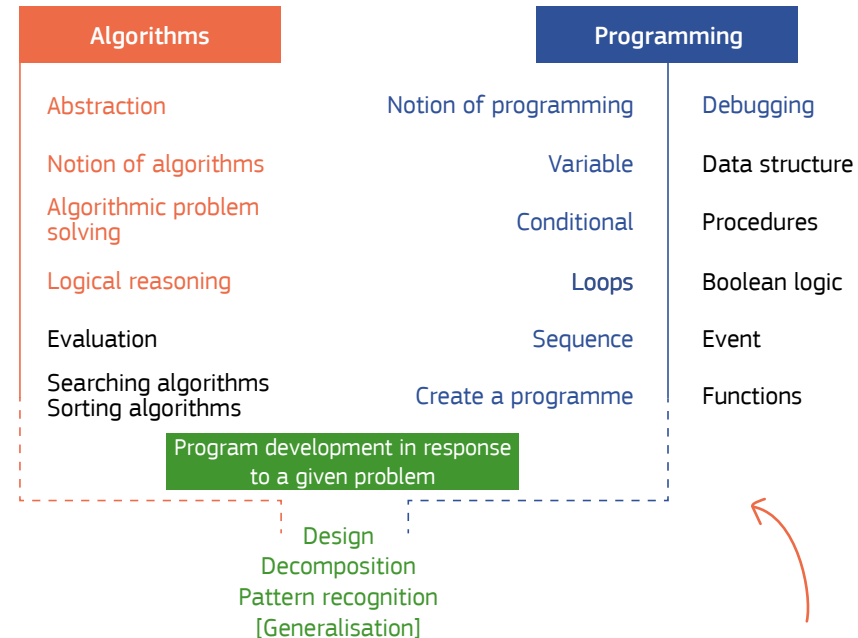 Algorithms
Abstraction
Notion of algorithms
Algorithmic problem
solving
Logical reasoning
Evaluation
Searching algorithms
Sorting algorithms
Programming
Notion of programming
Variable
Conditional
Loops
Sequence
Create a programme
Debugging
Data structure
Procedures
Boolean logic
Event
Functions
Program development in response
to a given problem
Design
Decomposition
Pattern recognition
[Generalisation]